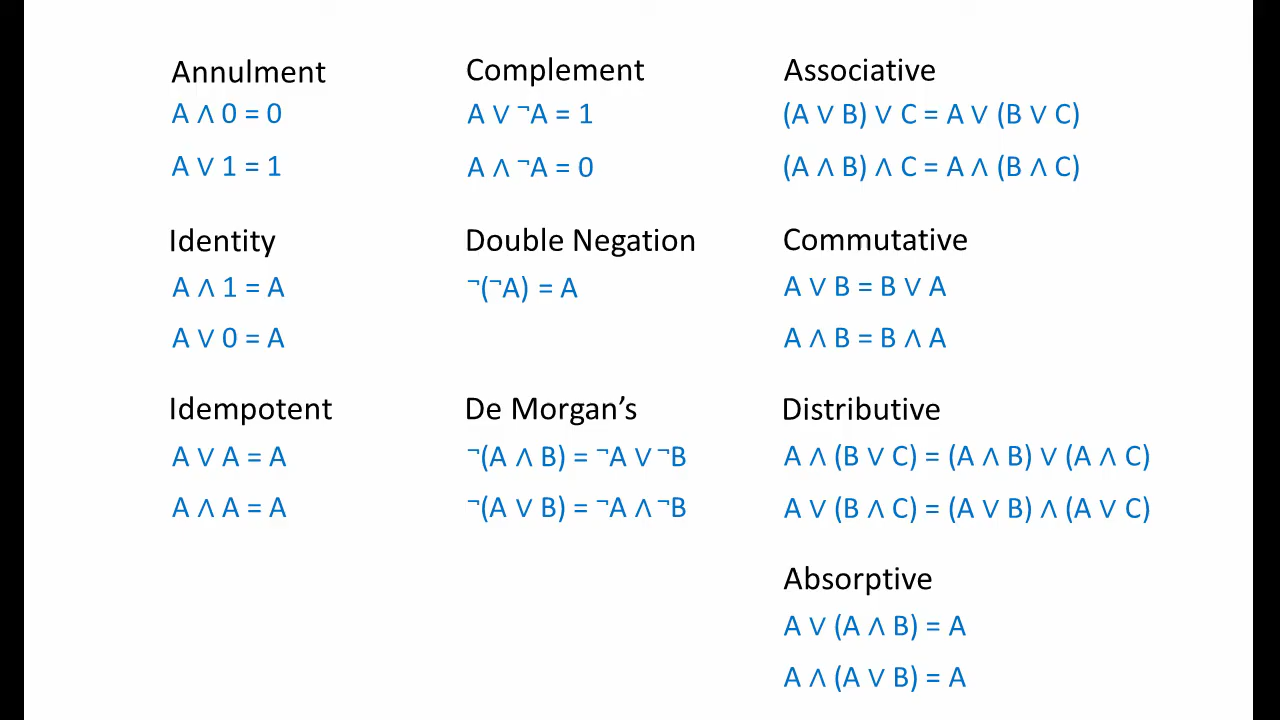 Annulment
A ∧ 0 = 0
A ∨ 1 = 1
Identity
A ∧ 1 = A
A ∨ 0 = A
Idempotent
A ∨ A = A
A ∧ A = A
Complement
A ∨ ¬A = 1
A ∧ ¬A = 0
Double Negation
¬(¬A) = A
De Morgan’s
¬(A ∧ B) = ¬A ∨ ¬B
¬(A ∨ B) = ¬A ∧ ¬B
Associative
(A ∨ B) ∨ C = A ∨ (B ∨ C)
(A ∧ B) ∧ C = A ∧ (B ∧ C)
Commutative
A ∨ B = B ∨ A
A ∧ B = B ∧ A
Distributive
A ∧ (B ∨ C) = (A ∧ B) ∨ (A ∧ C)
A ∨ (B ∧ C) = (A ∨ B) ∧ (A ∨ C)
Absorptive
A ∨ (A ∧ B) = A
A ∧ (A ∨ B) = A